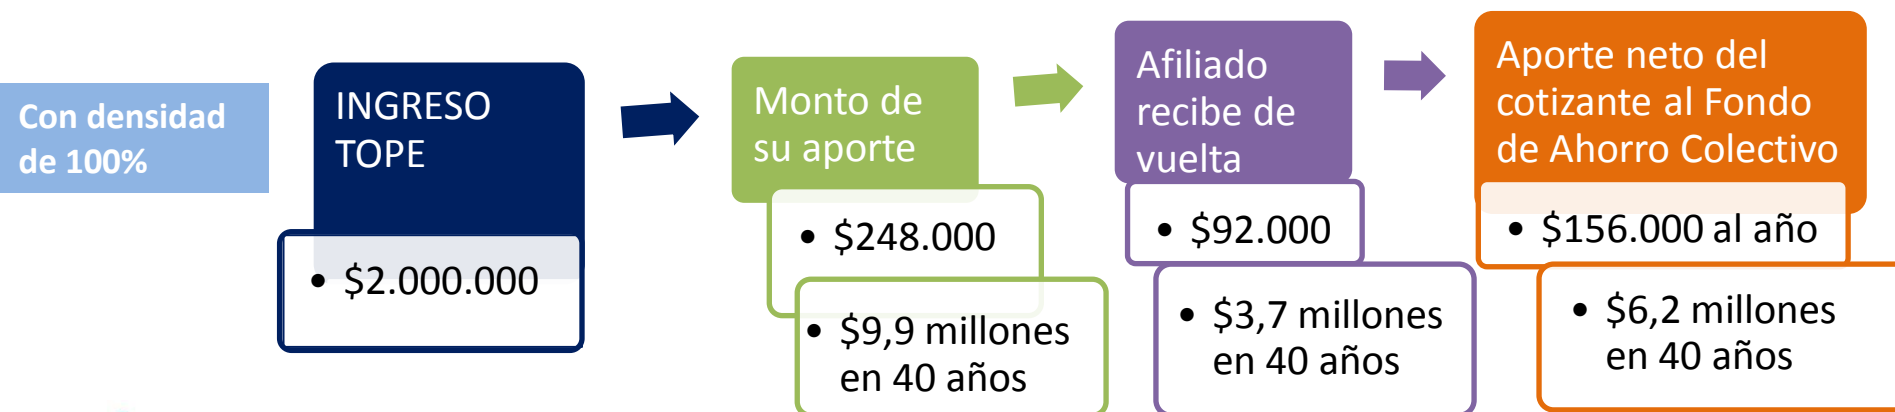 Con densidad
de 100%
INGRESO
TOPE
• $2.000.000
Monto de
su aporte
• $248.000
• $9,9 millones
en 40 años
Afiliado
recibe de
vuelta
• $92.000
• $3,7 millones
en 40 años
Aporte neto del
cotizante al Fondo
de Ahorro Colectivo
• $156.000 al año
• $6,2 millones
en 40 años